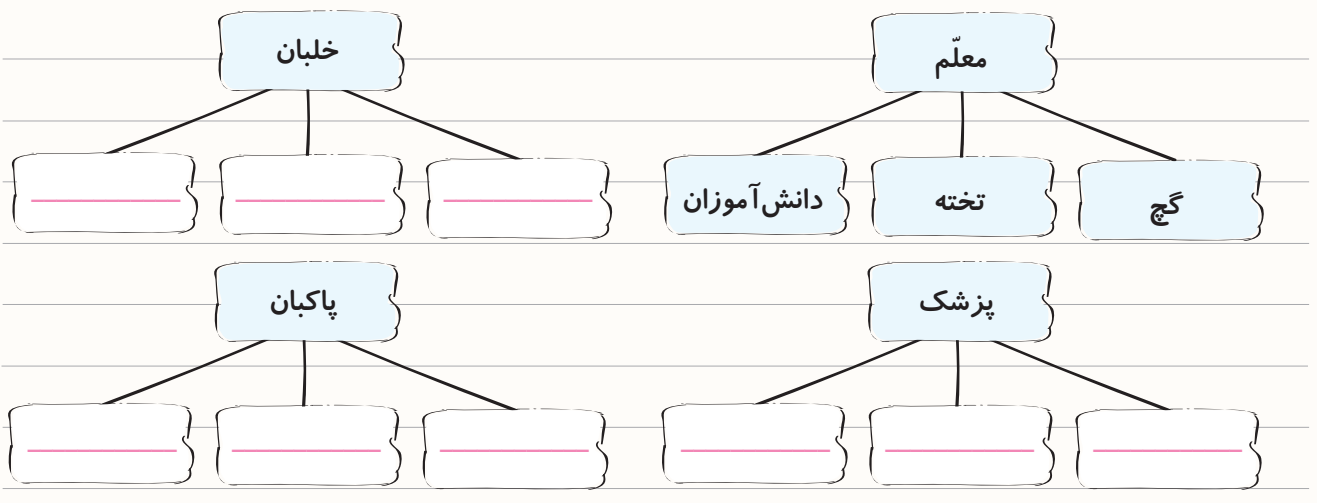 معلّم
گچ
تخته
دانش‌آموزان
خلبان
پزشک
پاکبان